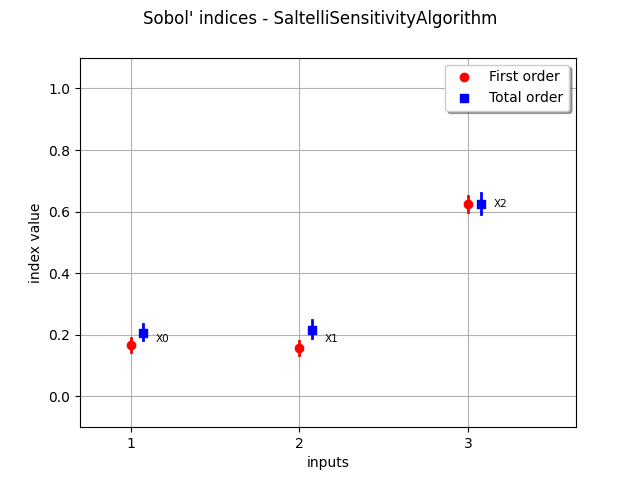 Sobol' indices - SaltelliSensitivityAlgorithm
First order
Total order
1.0
0.8
0.6
0.4
0.2
0.0
index value
X0
X1
X2
1 2 3
inputs